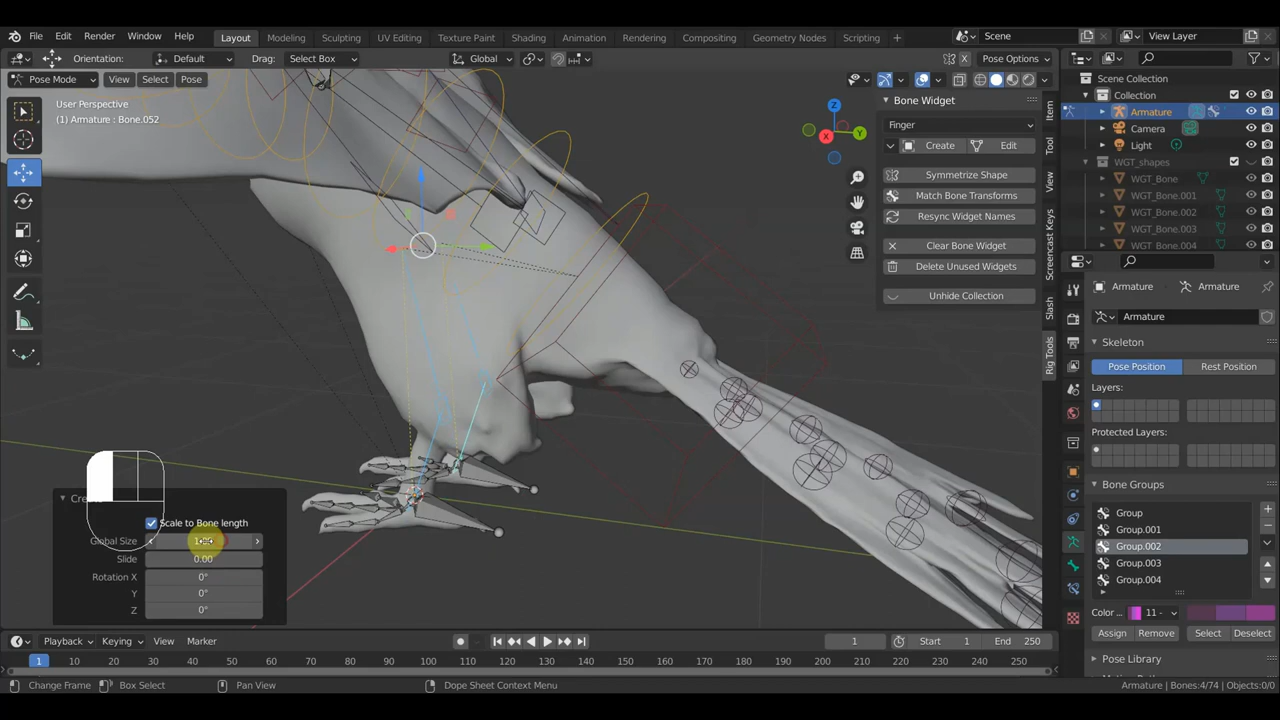 File Edit Render Window Help Layout Modeling Sculpting UV Editing Texture Paint Shading Animation Rendering Compositing Geometry Nodes Scripting + Scene View Layer
Orientation: Default Drag: Select Box Global X Pose Options
Pose Mode View Select Pose
User Perspective
(1) Armature : Bone.052
Z
Y
X
Bone Widget
Finger
Create Edit
Symmetrize Shape
Match Bone Transforms
Resync Widget Names
Clear Bone Widget
Delete Unused Widgets
Unhide Collection
Item
Tool
View
Screencast Keys
Slash
Rig Tools
Scene Collection
Collection
Armature
Camera
Light
WGT_shapes
WGT_Bone
WGT_Bone.001
WGT_Bone.002
WGT_Bone.003
WGT_Bone.004
Armature Armature
Armature
Skeleton
Pose Position Rest Position
Layers:
Protected Layers:
Bone Groups
Group
Group.001
Group.002
Group.003
Group.004
Color 11 -
Assign Remove Select Deselect
Pose Library
Scale to Bone length
Global Size
Slide 0.00
Rotation X 0°
Y 0°
Z 0°
Playback Keying View Marker 1 Start 1 End 250
1 10 20 30 40 50 60 70 80 90 100 110 120 130 140 150 160 170 180 190 200 210 220 230 240 250
Change Frame Box Select Pan View Dope Sheet Context Menu Armature | Bones:4/74 | Objects:0/0